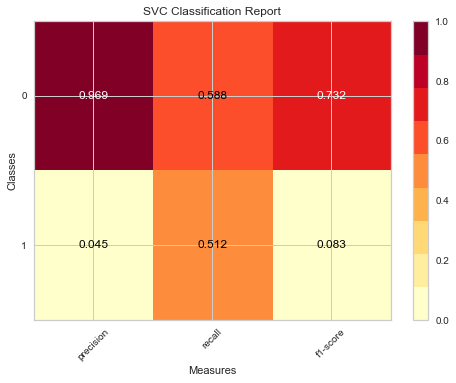 SVC Classification Report
1.0
0 0.969 0.588 0.732
0.8
0.6
Classes
0.4
1 0.045 0.512 0.083
0.2
0.0
precision recall f1-score
Measures